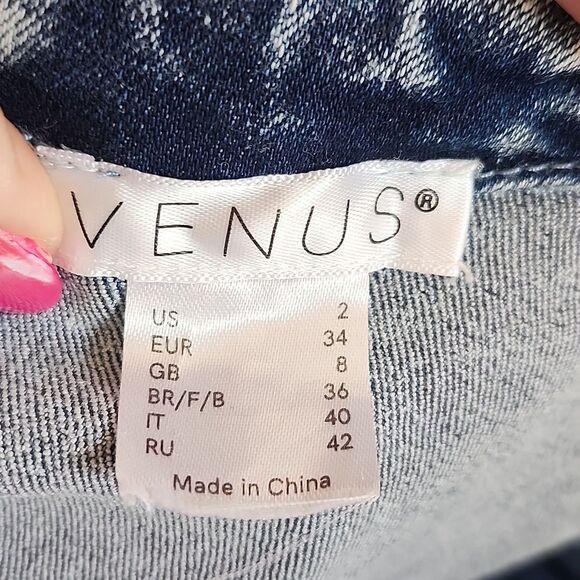 VENUS®
US 2
EUR 34
GB 8
BR/F/B 36
IT 40
RU 42
Made in China